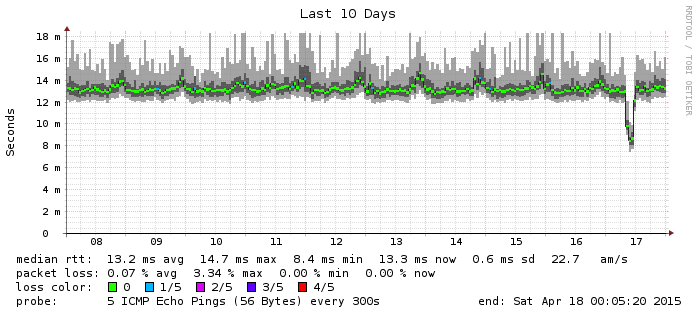 Last 10 Days
RRDTOOL / TOBI OETIKER
Seconds
18 m
16 m
14 m
12 m
10 m
8 m
6 m
4 m
2 m
0
08 09 10 11 12 13 14 15 16 17
median rtt: 13.2 ms avg 14.7 ms max 8.4 ms min 13.3 ms now 0.6 ms sd 22.7 am/s
packet loss: 0.07 % avg 3.34 % max 0.00 % min 0.00 % now
loss color: 0 1/5 2/5 3/5 4/5
probe: 5 ICMP Echo Pings (56 Bytes) every 300s end: Sat Apr 18 00:05:20 2015